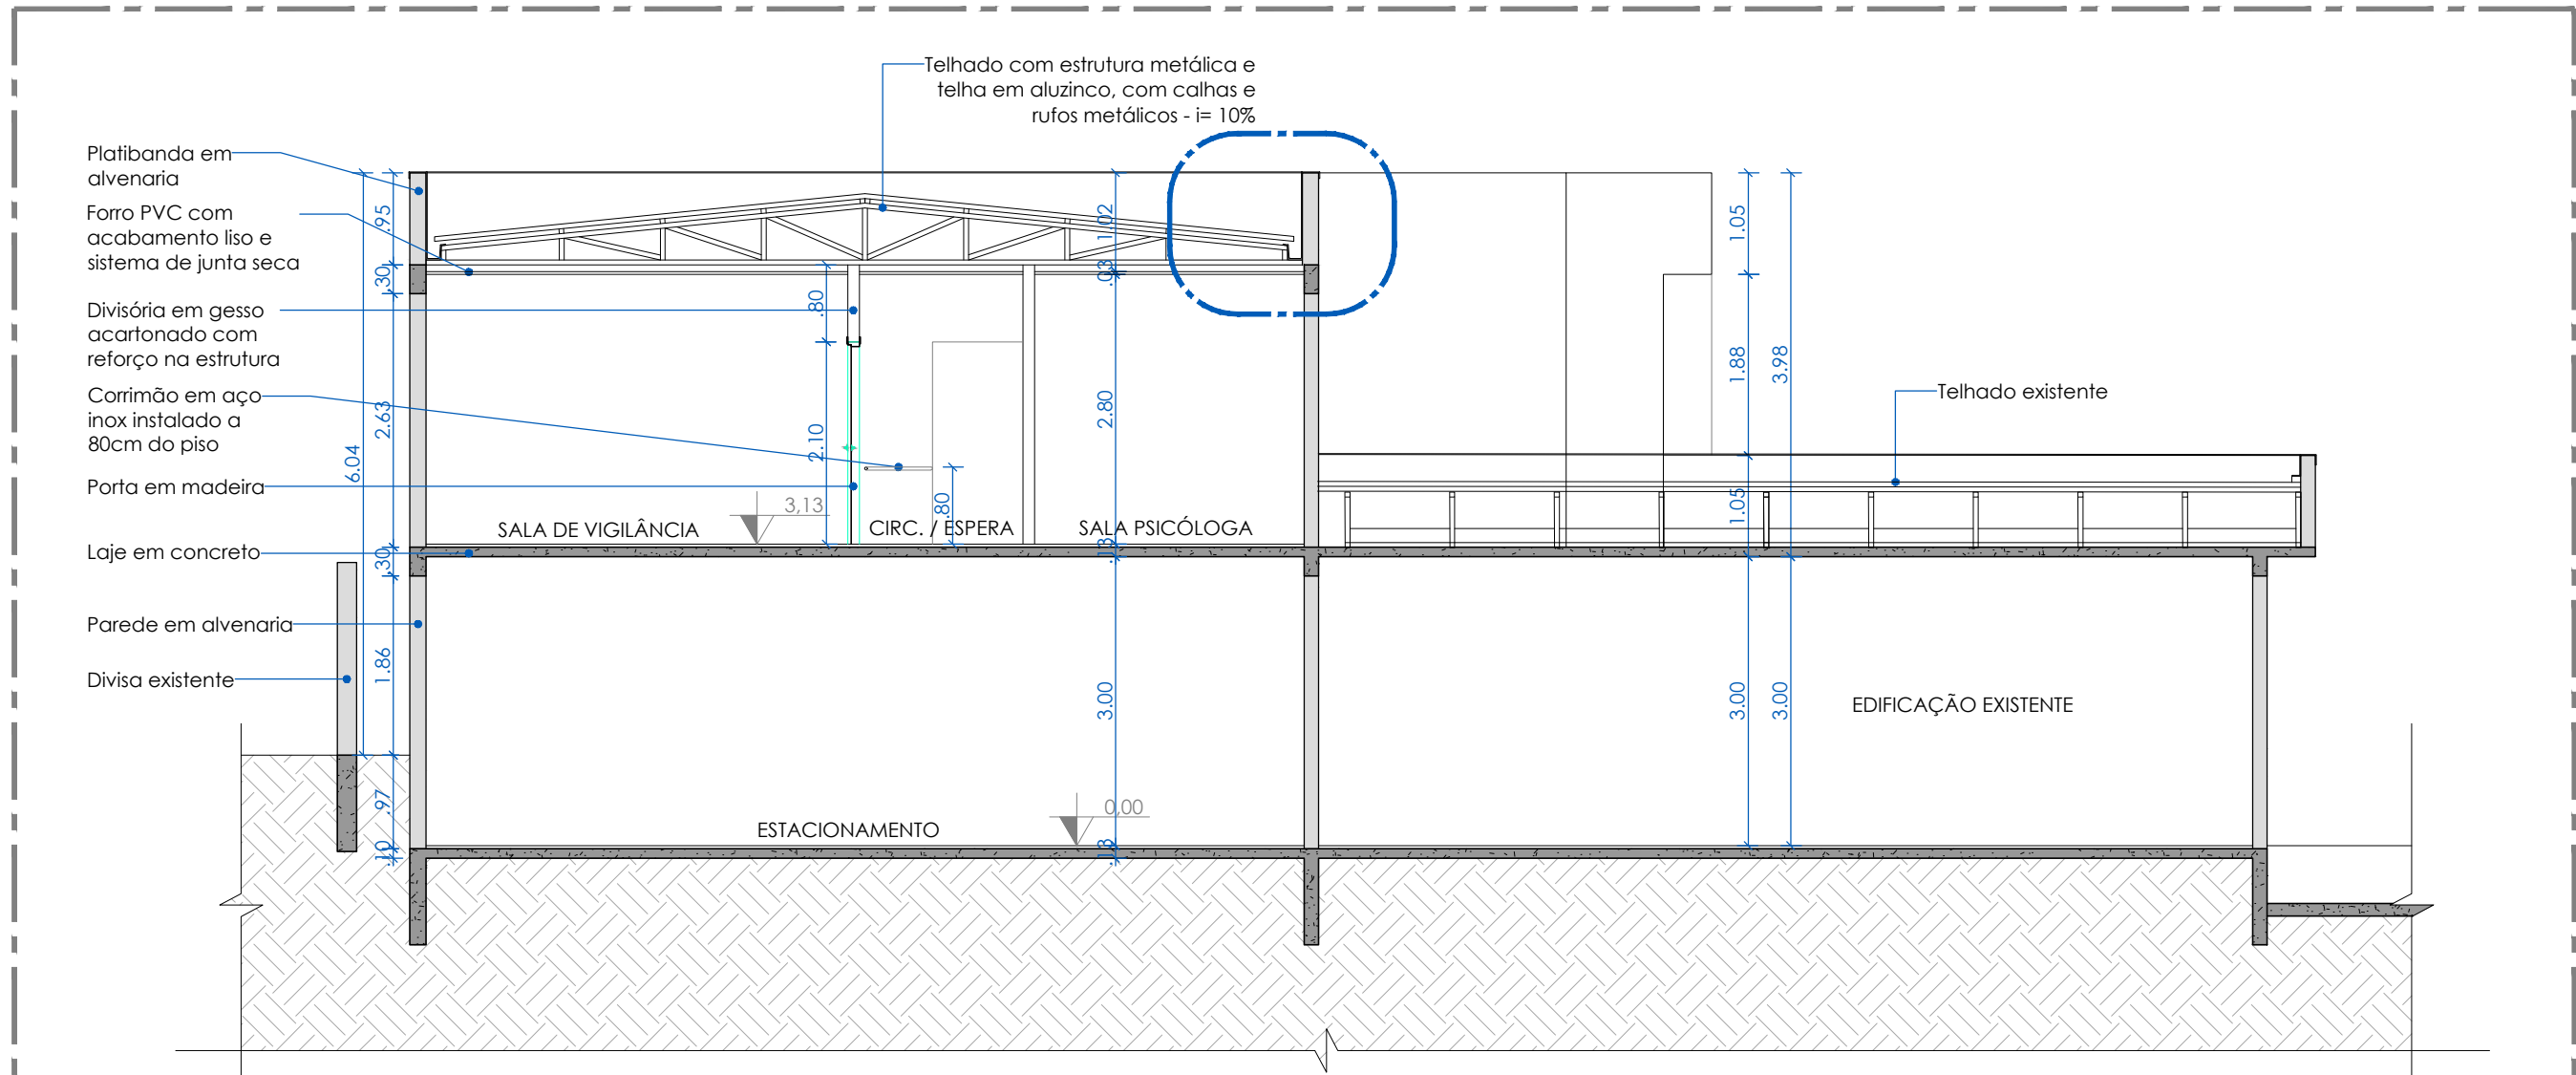 Telhado com estrutura metálica e
telha em aluzinco, com calhas e
rufos metálicos - i= 10%
Platibanda em
alvenaria
Forro PVC com
acabamento liso e
sistema de junta seca
Divisória em gesso
acartonado com
reforço na estrutura
Corrimão em aço
inox instalado a
80cm do piso
Porta em madeira
Laje em concreto
Parede em alvenaria
Divisa existente
6.04
.95
.30
2.63
.30
1.86
.97
.10
.80
2.10
.80
1.02
.03
2.80
.13
3.00
.13
1.05
1.88
1.05
3.00
3.98
3.00
Telhado existente
3,13
SALA DE VIGILÂNCIA
CIRC. / ESPERA
SALA PSICÓLOGA
EDIFICAÇÃO EXISTENTE
0,00
ESTACIONAMENTO